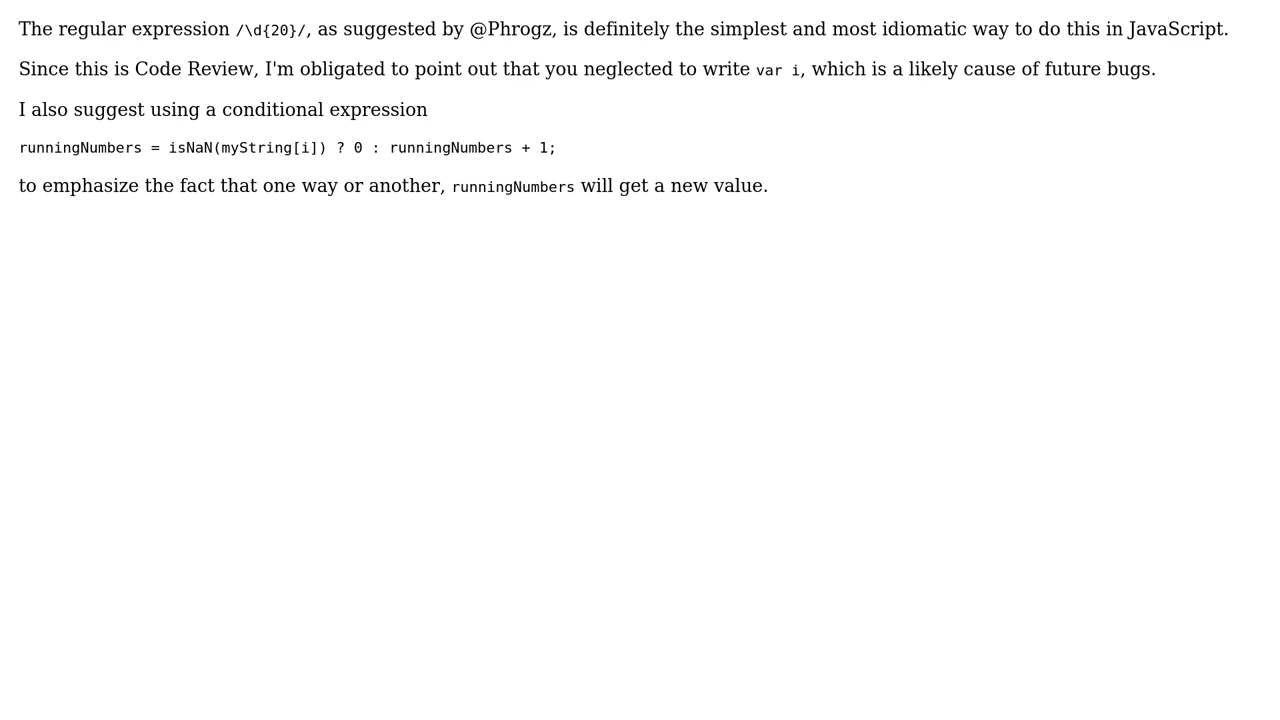 The regular expression /\d{20}/, as suggested by @Phrogz, is definitely the simplest and most idiomatic way to do this in JavaScript.
Since this is Code Review, I'm obligated to point out that you neglected to write var i, which is a likely cause of future bugs.
I also suggest using a conditional expression
runningNumbers = isNaN(myString[i]) ? 0 : runningNumbers + 1;
to emphasize the fact that one way or another, runningNumbers will get a new value.